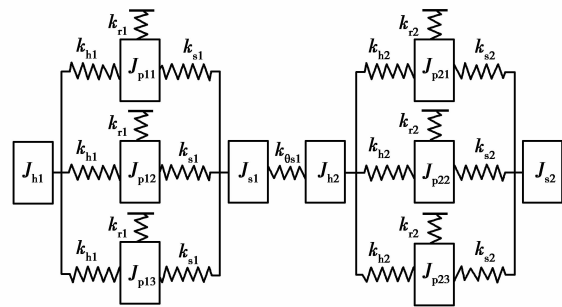 k_r1 k_r2
k_h1 J_p11 k_s1 k_h2 J_p21 k_s2
k_r1 k_r2
J_h1 k_h1 J_p12 k_s1 J_s1 k_θs1 J_h2 k_h2 J_p22 k_s2 J_s2
k_r1 k_r2
k_h1 J_p13 k_s1 k_h2 J_p23 k_s2